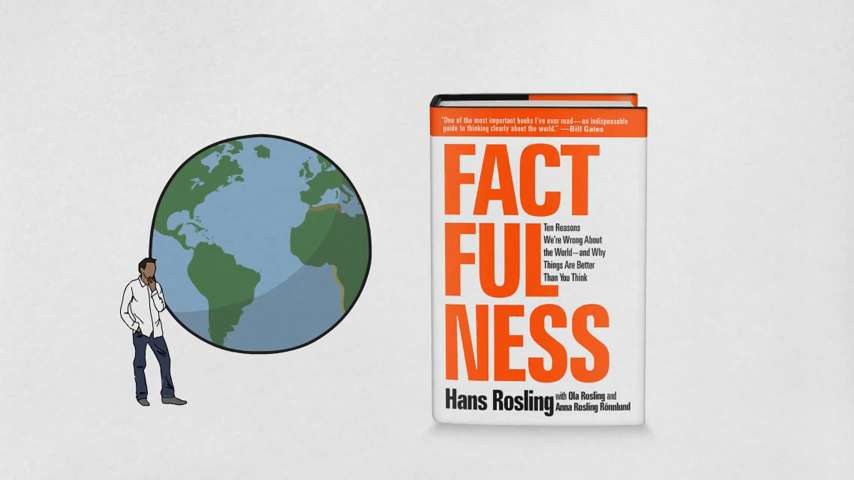 "One of the most important books I've ever read—an indispensable
guide to thinking clearly about the world." —Bill Gates
FACT
FUL
Ten Reasons
We're Wrong About
the World—and Why
Things Are Better
Than You Think
NESS
Hans Rosling with Ola Rosling and
Anna Rosling Rönnlund